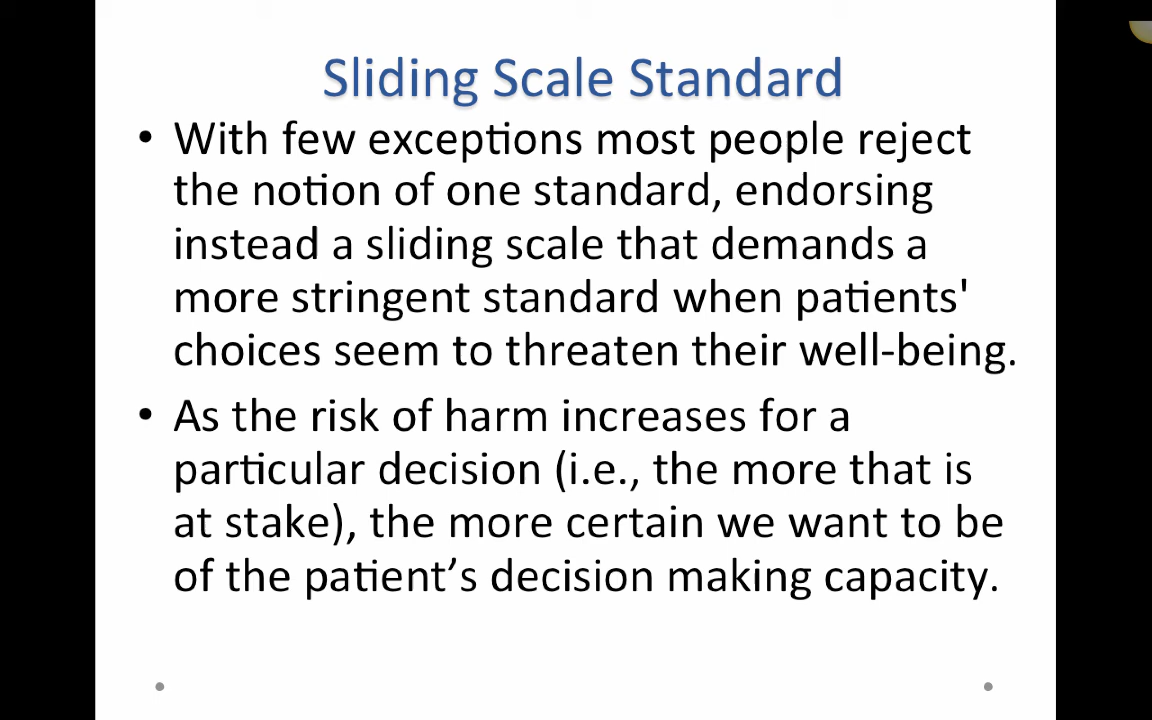 Sliding Scale Standard
• With few exceptions most people reject
the notion of one standard, endorsing
instead a sliding scale that demands a
more stringent standard when patients'
choices seem to threaten their well-being.
• As the risk of harm increases for a
particular decision (i.e., the more that is
at stake), the more certain we want to be
of the patient’s decision making capacity.